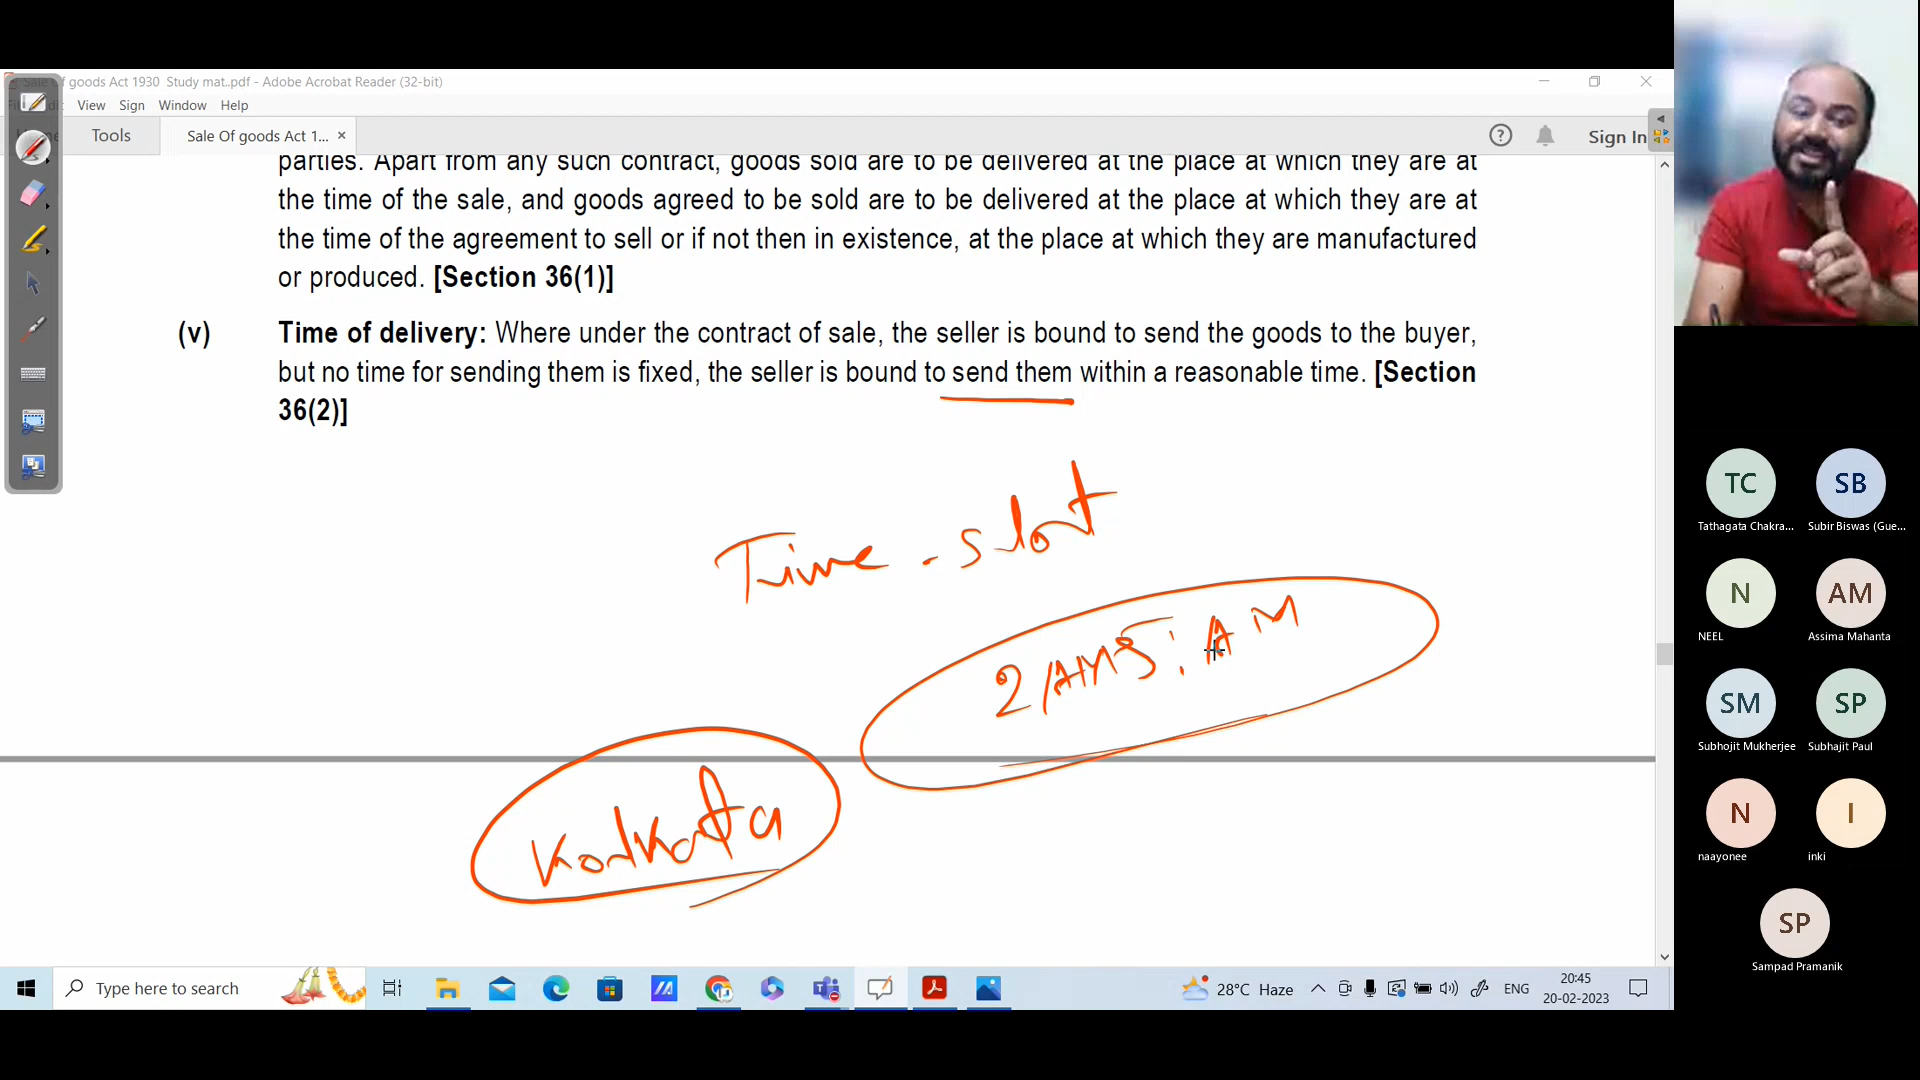 Sale Of goods Act 1930 Study mat..pdf - Adobe Acrobat Reader (32-bit)
View Sign Window Help
Tools
Sale Of goods Act 1... ×
Sign In
parties. Apart from any such contract, goods sold are to be delivered at the place at which they are at
the time of the sale, and goods agreed to be sold are to be delivered at the place at which they are at
the time of the agreement to sell or if not then in existence, at the place at which they are manufactured
or produced. [Section 36(1)]
(v) Time of delivery: Where under the contract of sale, the seller is bound to send the goods to the buyer,
but no time for sending them is fixed, the seller is bound to send them within a reasonable time. [Section
36(2)]
Time - slot
AM
Kolkata
TC
Tathagata Chakra...
SB
Subir Biswas (Gue...
N
NEEL
AM
Assima Mahanta
SM
Subhojit Mukherjee
SP
Subhajit Paul
N
naayonee
I
inki
SP
Sampad Pramanik
Type here to search
28°C Haze
ENG
20:45
20-02-2023